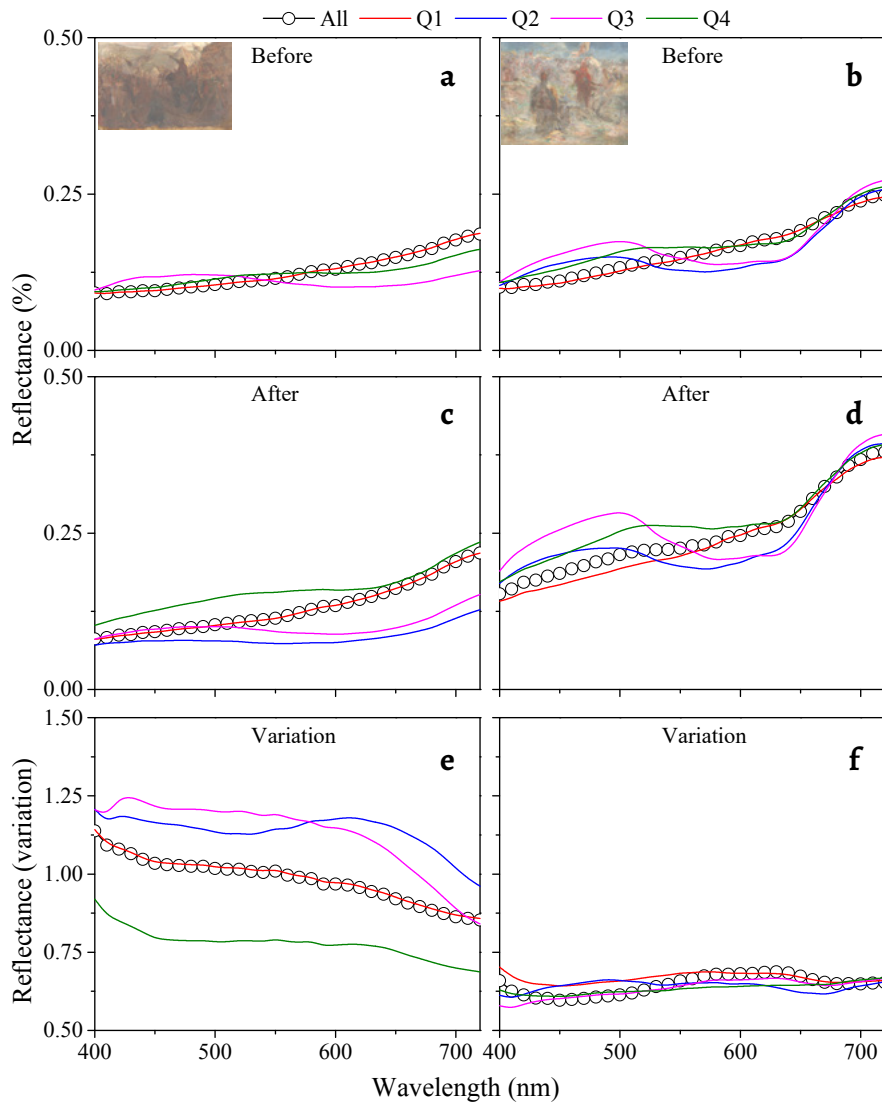 All Q1 Q2 Q3 Q4
Before a
Before b
0.50
0.25
0.00
Reflectance (%)
After c
After d
0.50
0.25
0.00
Variation e
Variation f
1.50
1.25
1.00
0.75
0.50
Reflectance (variation)
400 500 600 700 400 500 600 700
Wavelength (nm)